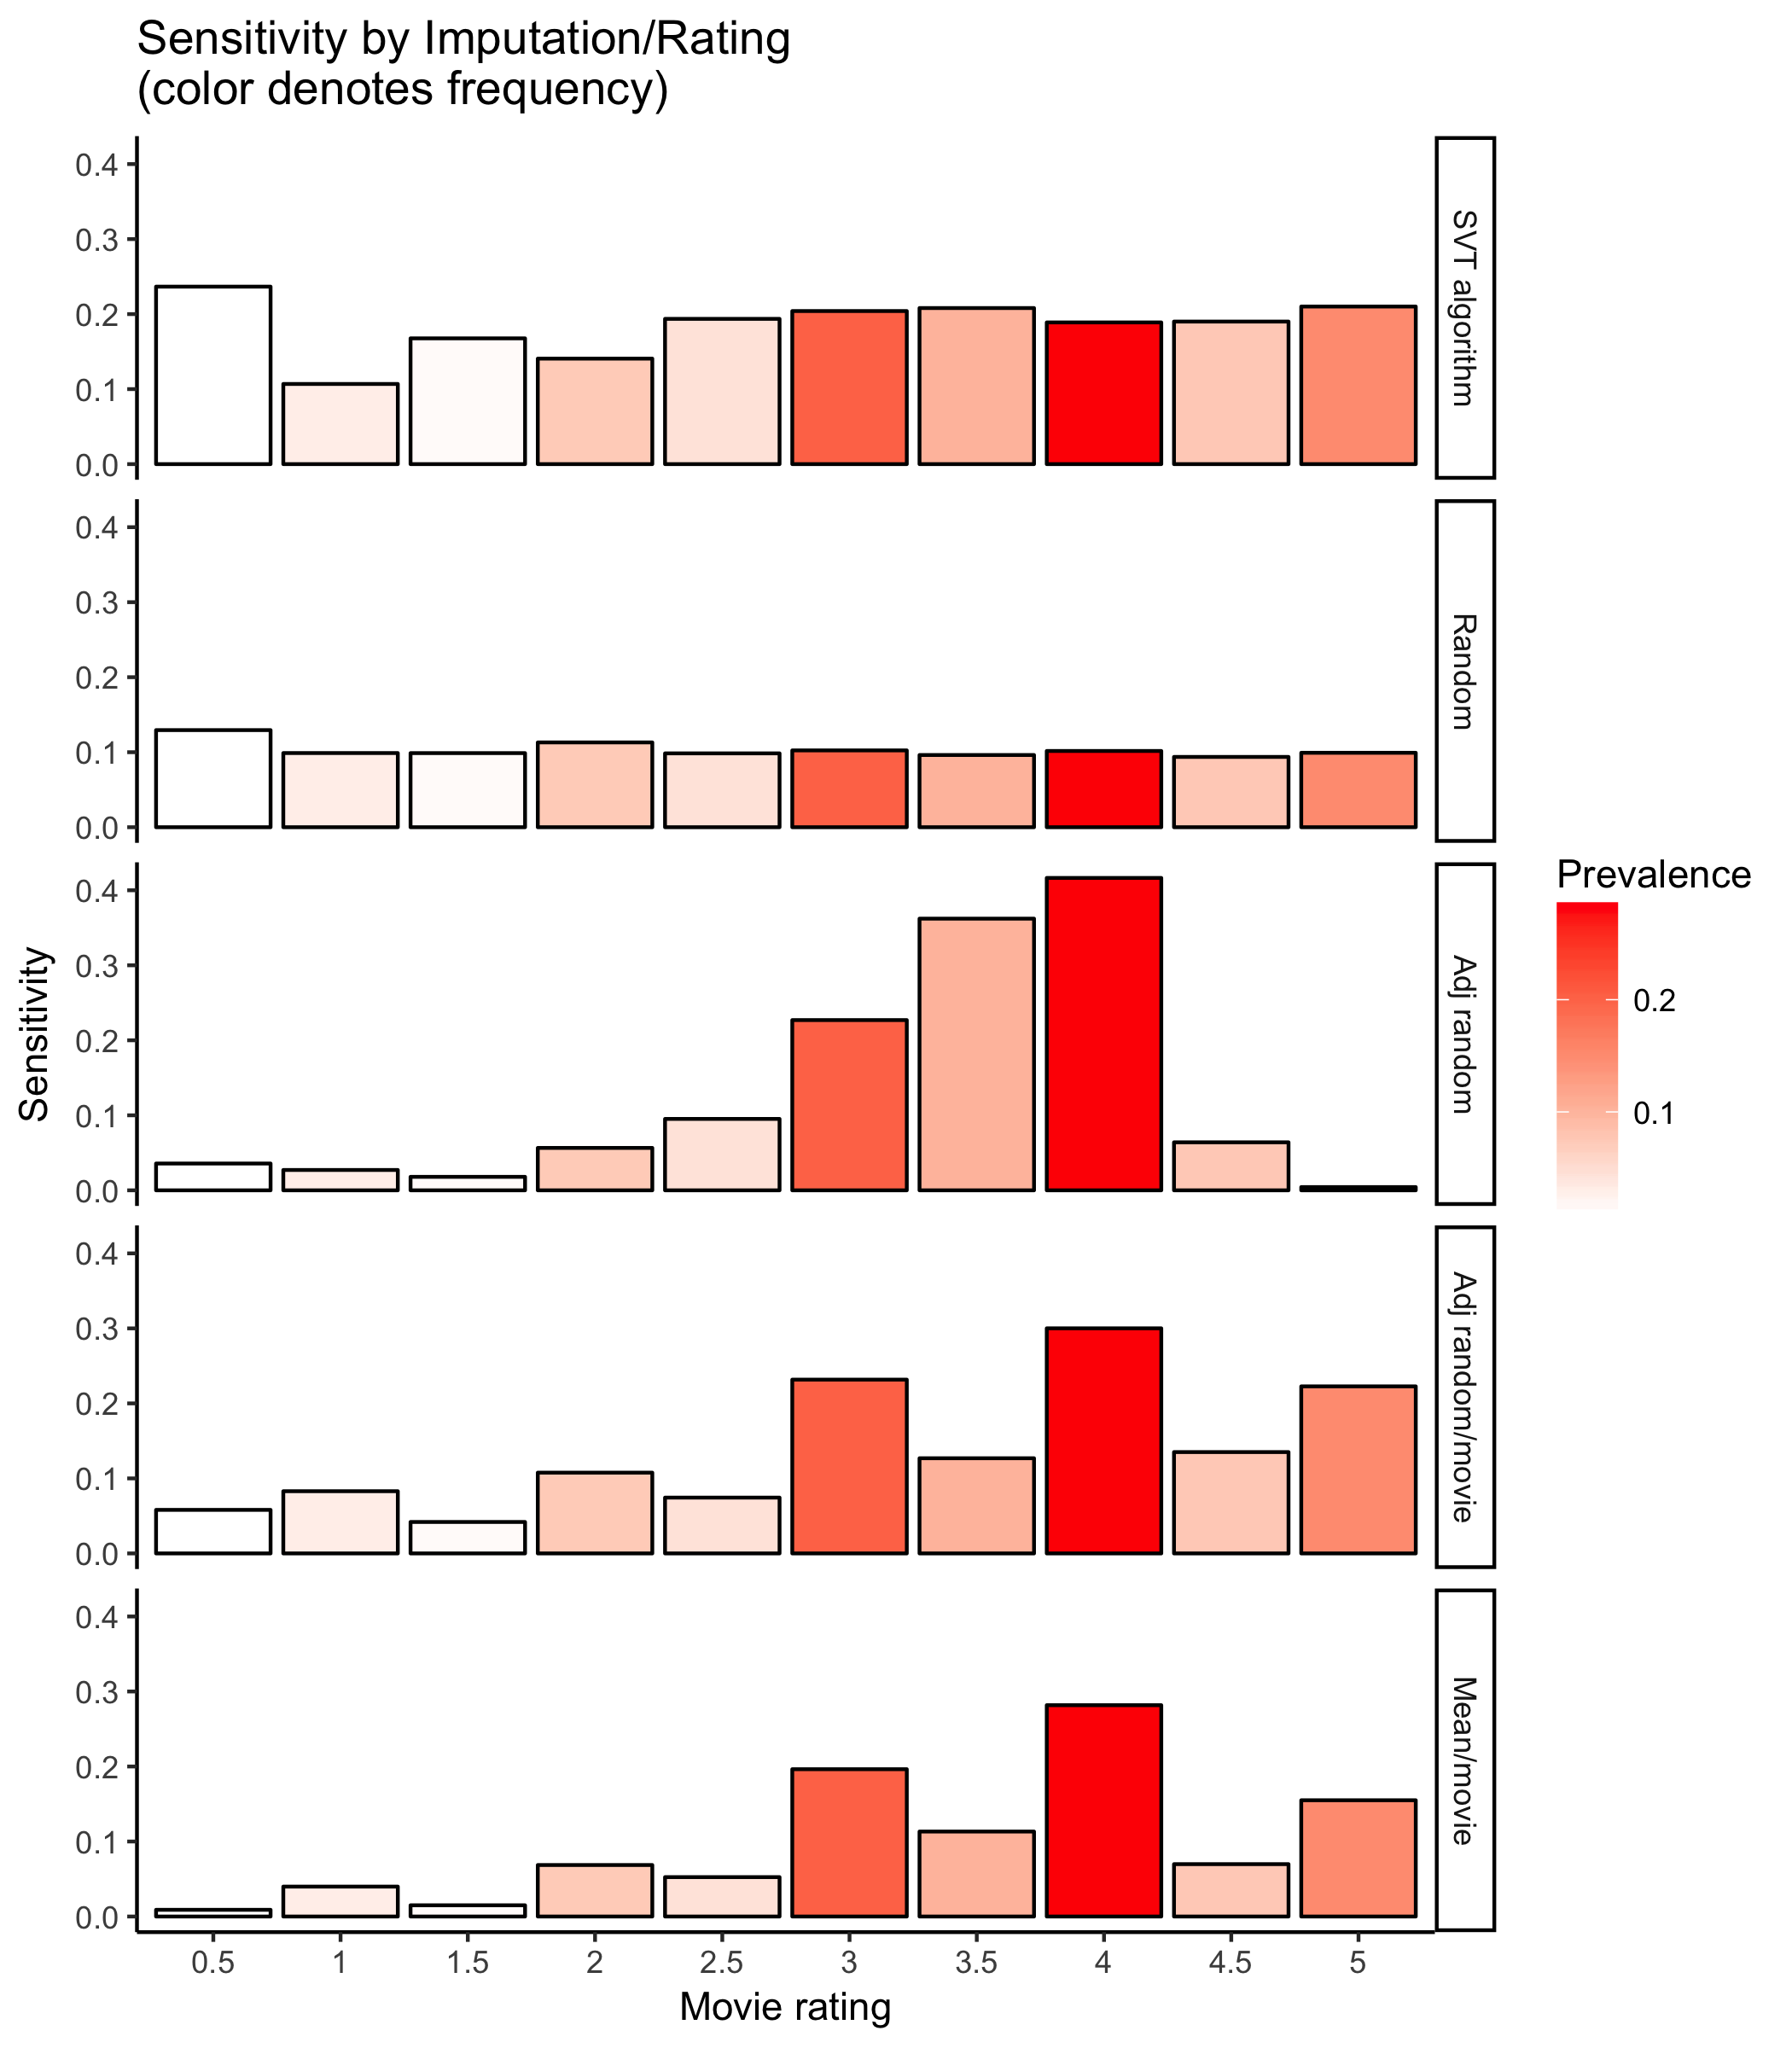 Sensitivity by Imputation/Rating
(color denotes frequency)
Sensitivity
0.4
0.3
0.2
0.1
0.0
SVT algorithm
0.4
0.3
0.2
0.1
0.0
Random
0.4
0.3
0.2
0.1
0.0
Adj random
0.4
0.3
0.2
0.1
0.0
Adj random/movie
0.4
0.3
0.2
0.1
0.0
Mean/movie
0.5 1 1.5 2 2.5 3 3.5 4 4.5 5
Movie rating
Prevalence
0.2
0.1